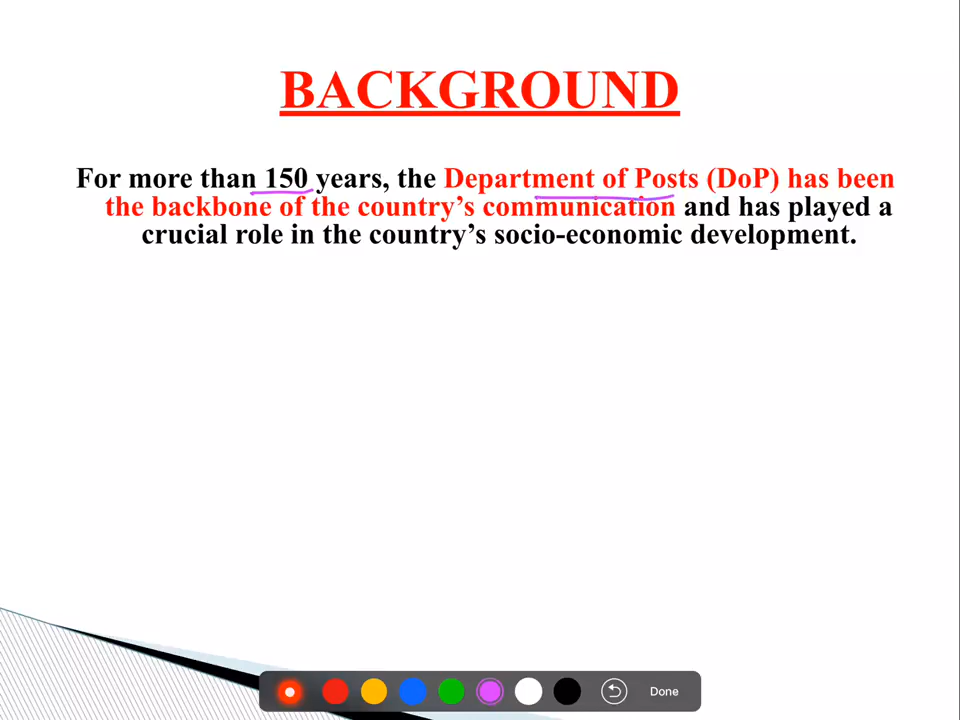 BACKGROUND
For more than 150 years, the Department of Posts (DoP) has been
the backbone of the country’s communication and has played a
crucial role in the country’s socio-economic development.
Done